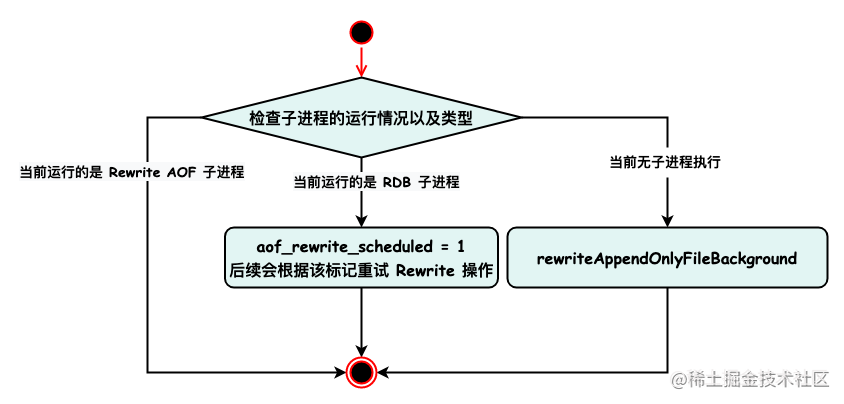 检查子进程的运行情况以及类型
当前运行的是 Rewrite AOF 子进程
当前运行的是 RDB 子进程
当前无子进程执行
aof_rewrite_scheduled = 1
后续会根据该标记重试 Rewrite 操作
rewriteAppendOnlyFileBackground
@稀土掘金技术社区